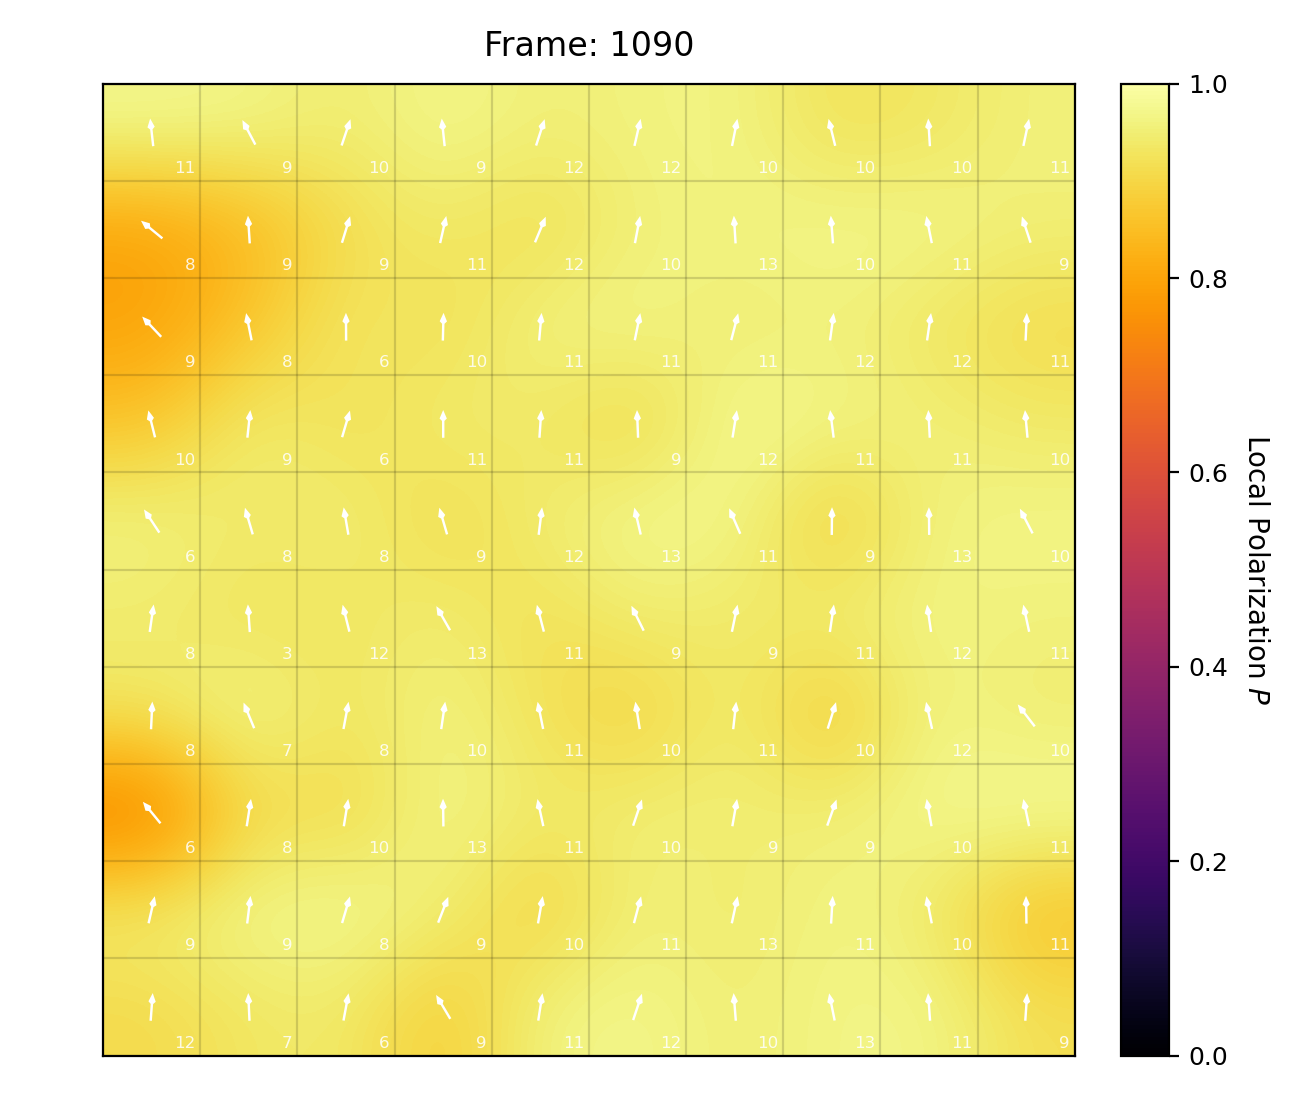 Frame: 1090
11 9 10 9 12 12 10 10 10 11
8 9 9 11 12 10 13 10 11 9
9 8 6 10 11 11 11 12 12 11
10 9 6 11 11 9 12 11 11 10
6 8 8 9 12 13 11 9 13 10
8 3 12 13 11 9 9 11 12 11
8 7 8 10 11 10 11 10 12 10
6 8 10 13 11 10 9 9 10 11
9 9 8 9 10 11 13 11 10 11
12 7 6 9 11 12 10 13 11 9
1.0
0.8
0.6
0.4
0.2
0.0
Local Polarization P